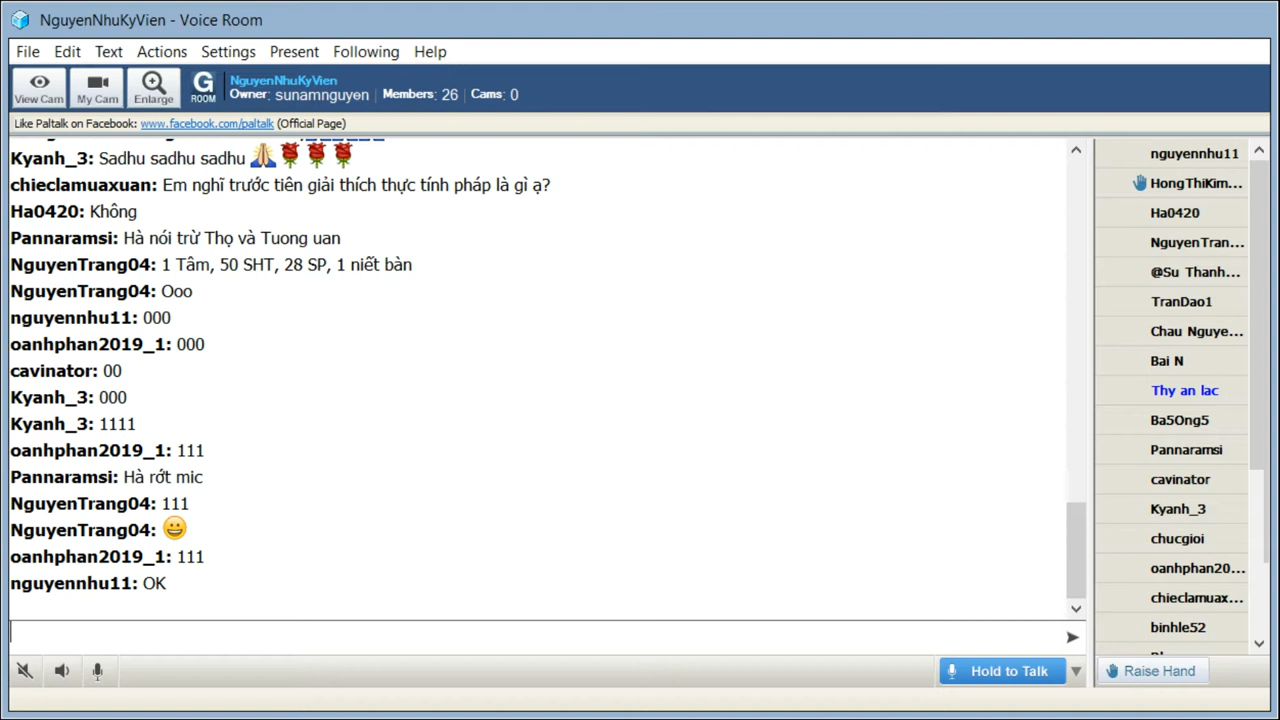 NguyenNhuKyVien - Voice Room
File Edit Text Actions Settings Present Following Help
View Cam
My Cam
Enlarge
G ROOM
NguyenNhuKyVien
Owner: sunamnguyen | Members: 26 | Cams: 0
Like Paltalk on Facebook: www.facebook.com/paltalk (Official Page)
Kyanh_3: Sadhu sadhu sadhu 🙏🌹🌹🌹
chieclamuaxuan: Em nghĩ trước tiên giải thích thực tính pháp là gì ạ?
Ha0420: Không
Pannaramsi: Hà nói trừ Thọ và Tuong uan
NguyenTrang04: 1 Tâm, 50 SHT, 28 SP, 1 niết bàn
NguyenTrang04: Ooo
nguyennhu11: 000
oanhphan2019_1: 000
cavinator: 00
Kyanh_3: 000
Kyanh_3: 1111
oanhphan2019_1: 111
Pannaramsi: Hà rớt mic
NguyenTrang04: 111
NguyenTrang04: 😀
oanhphan2019_1: 111
nguyennhu11: OK
nguyennhu11
HongThiKim...
Ha0420
NguyenTran...
@Su Thanh...
TranDao1
Chau Nguye...
Bai N
Thy an lac
Ba5Ong5
Pannaramsi
cavinator
Kyanh_3
chucgioi
oanhphan20...
chieclamuax...
binhle52
Hold to Talk
Raise Hand